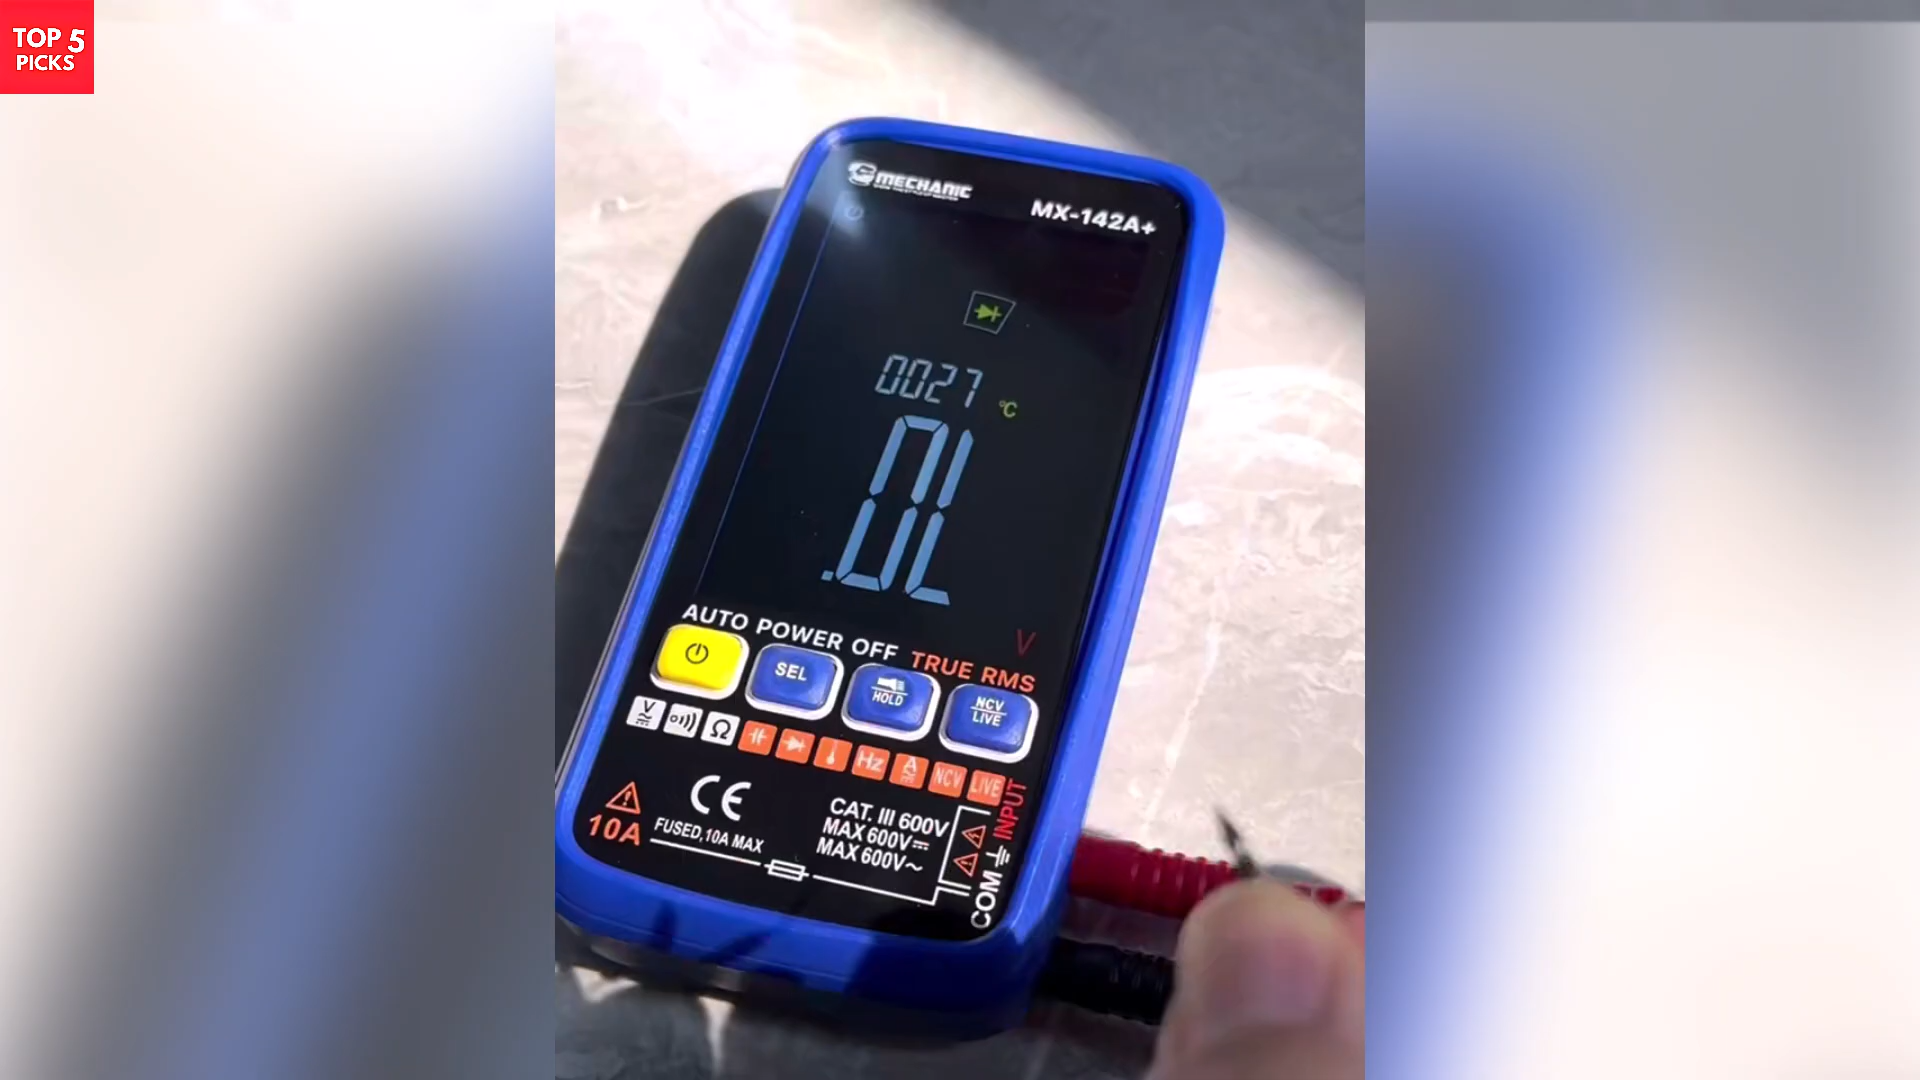 TOP 5
PICKS
MECHANIC
MX-142A+
0027 °C
.0L
V
AUTO POWER OFF TRUE RMS
SEL
HOLD
NCV
LIVE
V Ω Hz A NCV LIVE
10A
CE
FUSED, 10A MAX
CAT. III 600V
MAX 600V
MAX 600V~
INPUT
COM